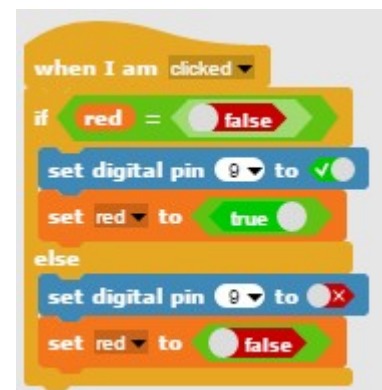 when I am clicked
if red = false
set digital pin 9 to
set red to true
else
set digital pin 9 to
set red to false